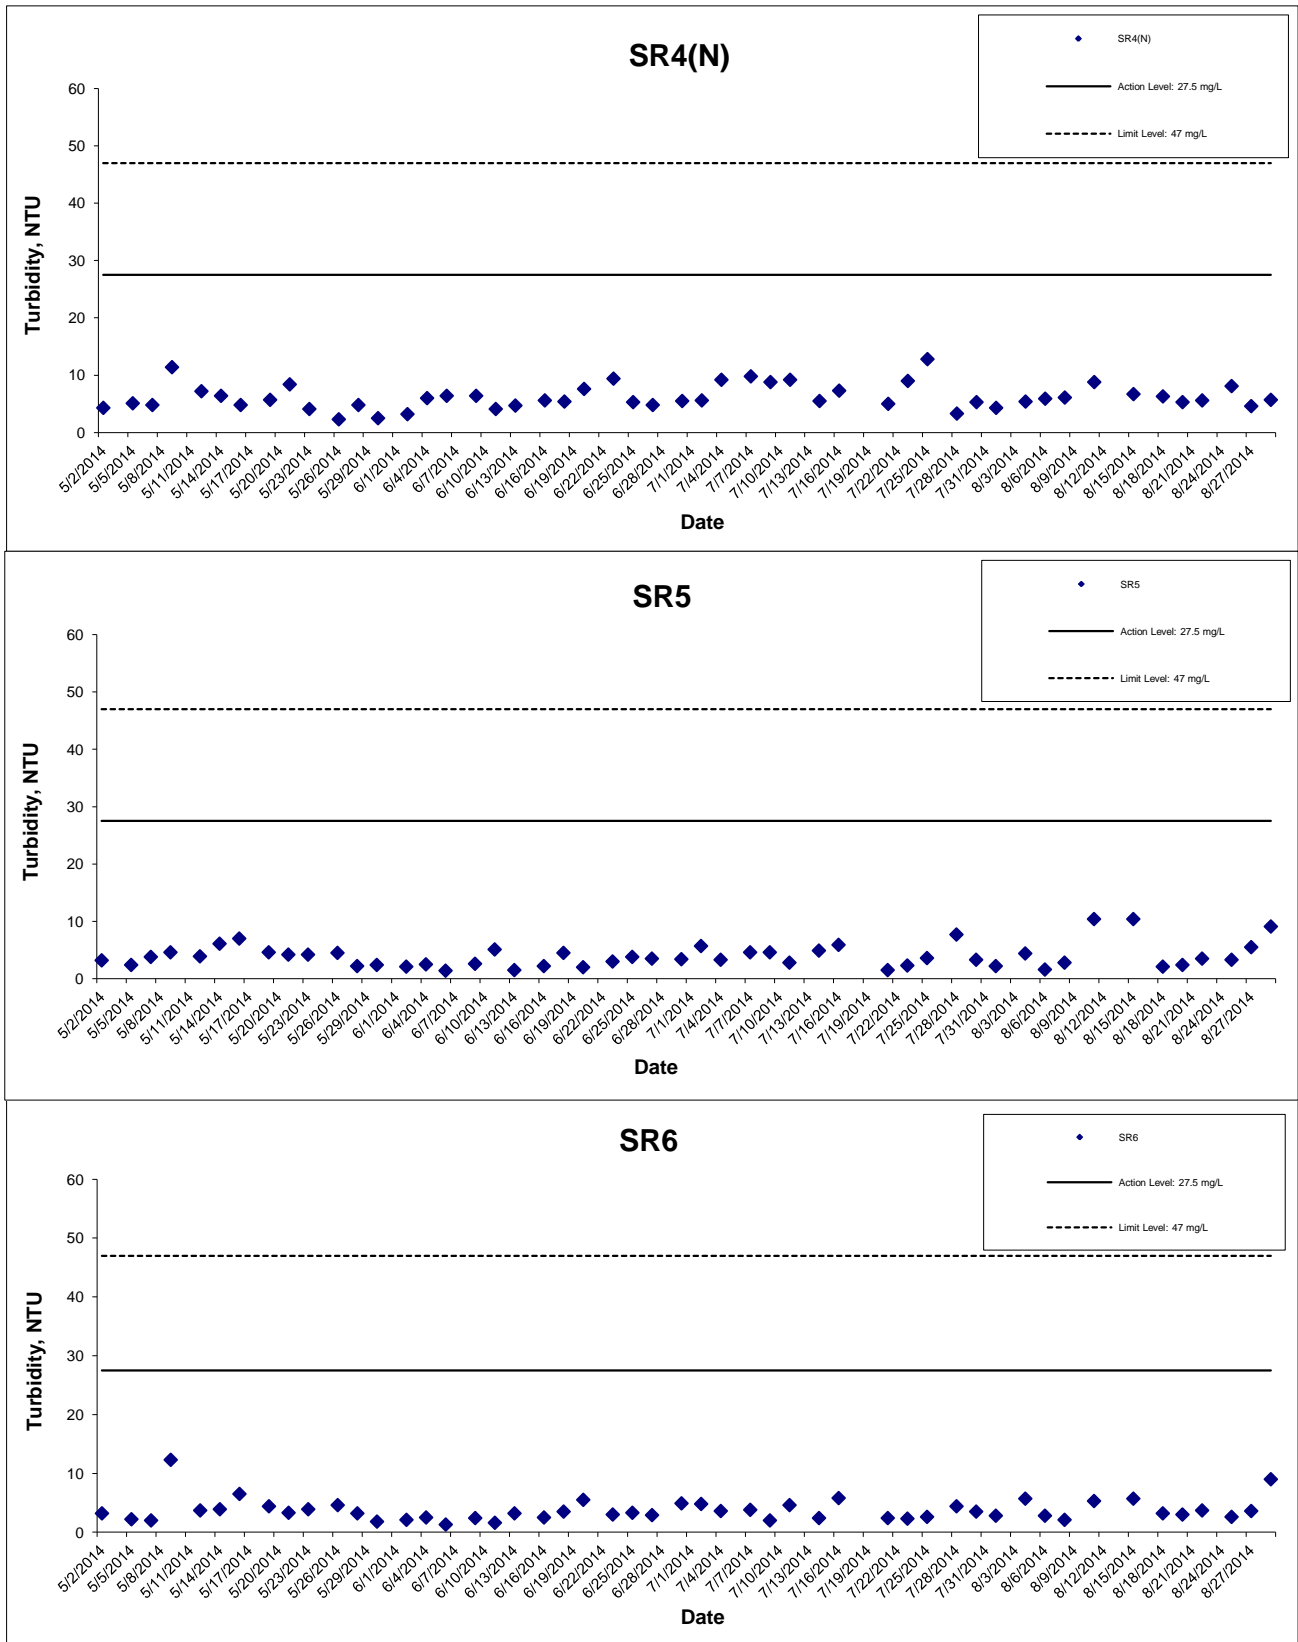 SR4(N)
SR4(N)
Action Level: 27.5 mg/L
Limit Level: 47 mg/L
60
50
40
30
20
10
0
Turbidity, NTU
5/2/2014 5/5/2014 5/8/2014 5/11/2014 5/14/2014 5/17/2014 5/20/2014 5/23/2014 5/26/2014 5/29/2014 6/1/2014 6/4/2014 6/7/2014 6/10/2014 6/13/2014 6/16/2014 6/19/2014 6/22/2014 6/25/2014 6/28/2014 7/1/2014 7/4/2014 7/7/2014 7/10/2014 7/13/2014 7/16/2014 7/19/2014 7/22/2014 7/25/2014 7/28/2014 7/31/2014 8/3/2014 8/6/2014 8/9/2014 8/12/2014 8/15/2014 8/18/2014 8/21/2014 8/24/2014 8/27/2014
Date
SR5
SR5
Action Level: 27.5 mg/L
Limit Level: 47 mg/L
60
50
40
30
20
10
0
Turbidity, NTU
5/2/2014 5/5/2014 5/8/2014 5/11/2014 5/14/2014 5/17/2014 5/20/2014 5/23/2014 5/26/2014 5/29/2014 6/1/2014 6/4/2014 6/7/2014 6/10/2014 6/13/2014 6/16/2014 6/19/2014 6/22/2014 6/25/2014 6/28/2014 7/1/2014 7/4/2014 7/7/2014 7/10/2014 7/13/2014 7/16/2014 7/19/2014 7/22/2014 7/25/2014 7/28/2014 7/31/2014 8/3/2014 8/6/2014 8/9/2014 8/12/2014 8/15/2014 8/18/2014 8/21/2014 8/24/2014 8/27/2014
Date
SR6
SR6
Action Level: 27.5 mg/L
Limit Level: 47 mg/L
60
50
40
30
20
10
0
Turbidity, NTU
5/2/2014 5/5/2014 5/8/2014 5/11/2014 5/14/2014 5/17/2014 5/20/2014 5/23/2014 5/26/2014 5/29/2014 6/1/2014 6/4/2014 6/7/2014 6/10/2014 6/13/2014 6/16/2014 6/19/2014 6/22/2014 6/25/2014 6/28/2014 7/1/2014 7/4/2014 7/7/2014 7/10/2014 7/13/2014 7/16/2014 7/19/2014 7/22/2014 7/25/2014 7/28/2014 7/31/2014 8/3/2014 8/6/2014 8/9/2014 8/12/2014 8/15/2014 8/18/2014 8/21/2014 8/24/2014 8/27/2014
Date